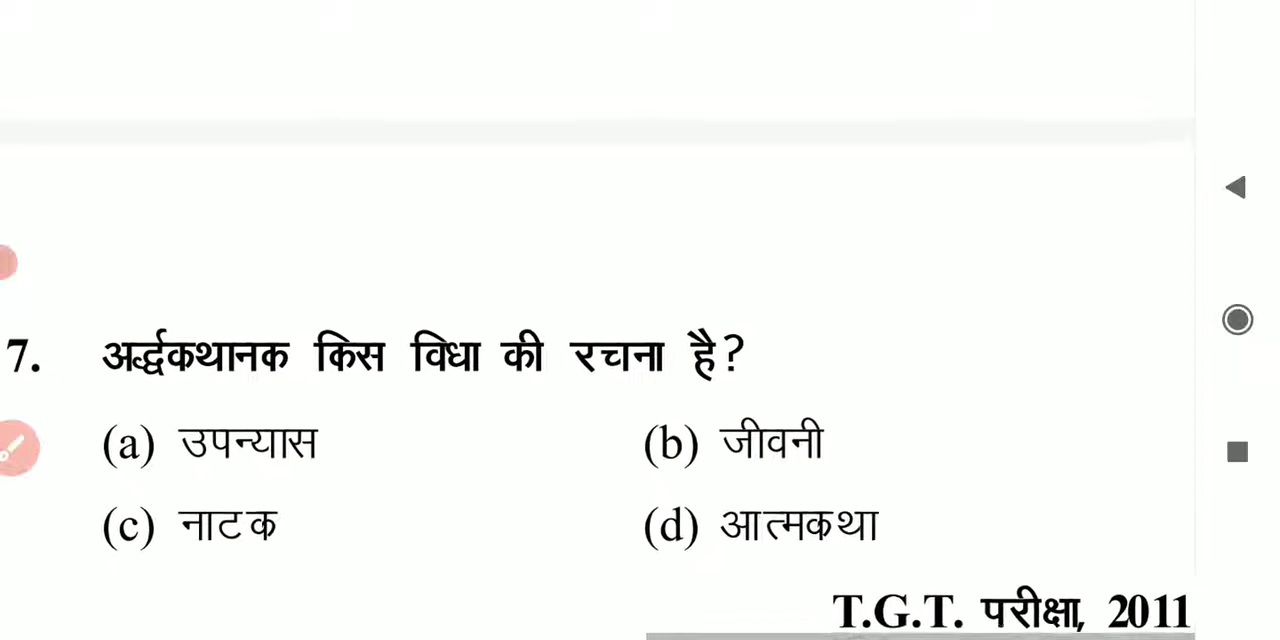 7. अर्द्धकथानक किस विधा की रचना है?
(a) उपन्यास (b) जीवनी
(c) नाटक (d) आत्मकथा
T.G.T. परीक्षा, 2011